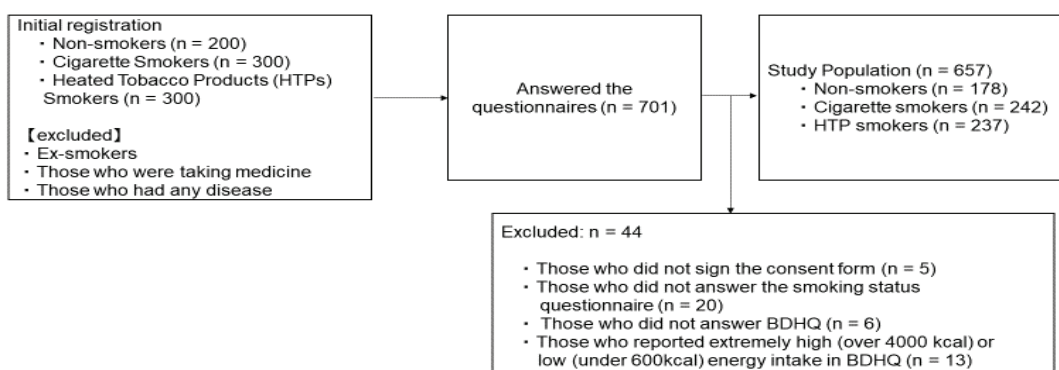 Initial registration
・Non-smokers (n = 200)
・Cigarette Smokers (n = 300)
・Heated Tobacco Products (HTPs)
Smokers (n = 300)
【excluded】
・Ex-smokers
・Those who were taking medicine
・Those who had any disease
Answered the
questionnaires (n = 701)
Study Population (n = 657)
・Non-smokers (n = 178)
・Cigarette smokers (n = 242)
・HTP smokers (n = 237)
Excluded: n = 44
・Those who did not sign the consent form (n = 5)
・Those who did not answer the smoking status
questionnaire (n = 20)
・Those who did not answer BDHQ (n = 6)
・Those who reported extremely high (over 4000 kcal) or
low (under 600kcal) energy intake in BDHQ (n = 13)